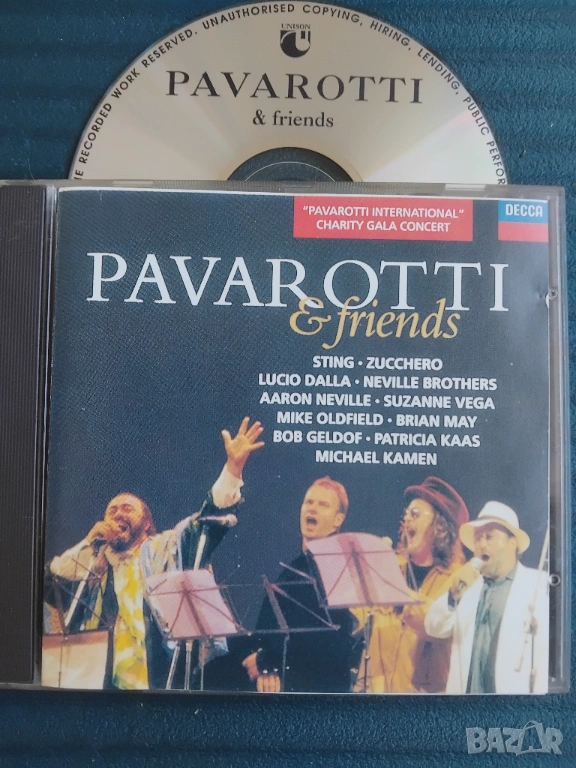 THE RECORDED WORK RESERVED. UNAUTHORISED COPYING, HIRING, LENDING, PUBLIC
UNISON
PAVAROTTI
& friends
"PAVAROTTI INTERNATIONAL"
CHARITY GALA CONCERT
DECCA
PAVAROTTI
& friends
STING · ZUCCHERO
LUCIO DALLA · NEVILLE BROTHERS
AARON NEVILLE · SUZANNE VEGA
MIKE OLDFIELD · BRIAN MAY
BOB GELDOF · PATRICIA KAAS
MICHAEL KAMEN
BAZAR